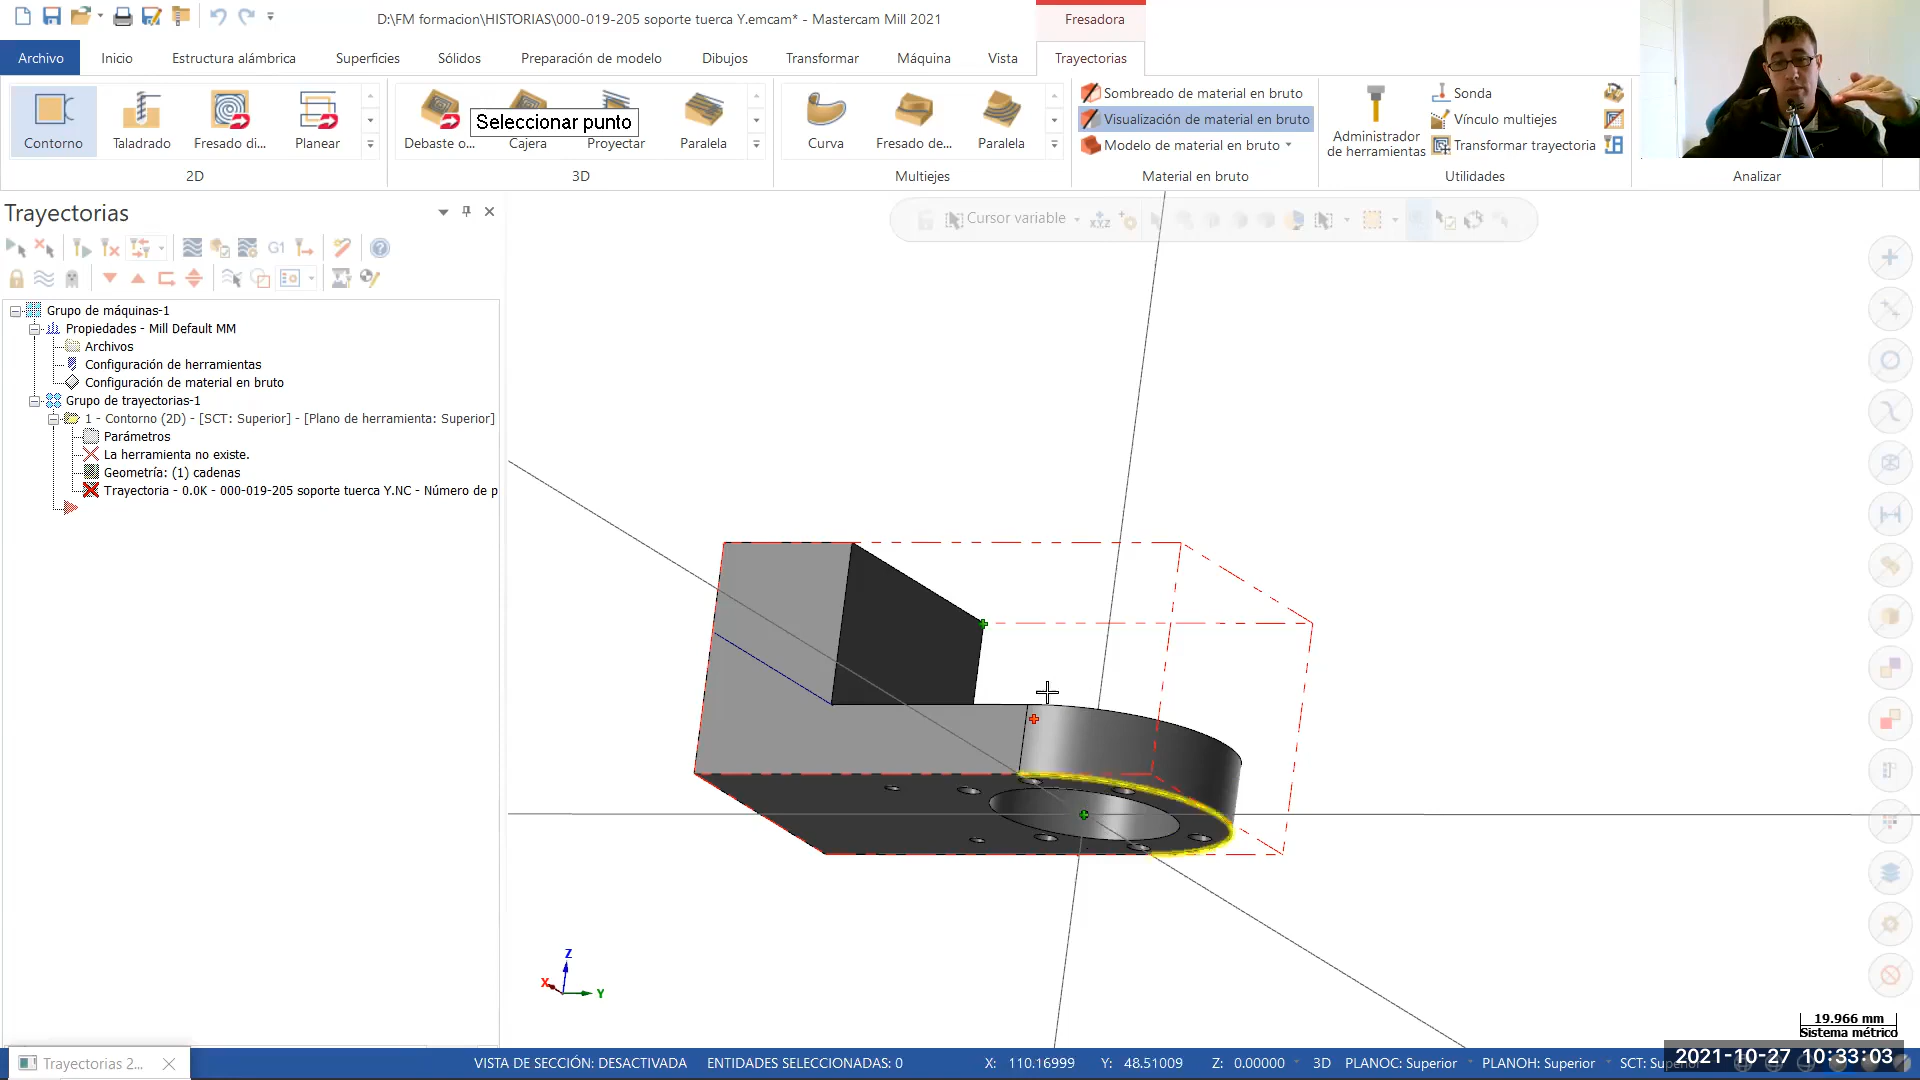 D:\FM formacion\HISTORIAS\000-019-205 soporte tuerca Y.emcam* - Mastercam Mill 2021
Fresadora
Archivo
Inicio
Estructura alámbrica
Superficies
Sólidos
Preparación de modelo
Dibujos
Transformar
Máquina
Vista
Trayectorias
Contorno
Taladrado
Fresado di...
Planear
2D
Debaste o...
Cajera
Proyectar
Paralela
3D
Seleccionar punto
Curva
Fresado de...
Paralela
Multiejes
Sombreado de material en bruto
Visualización de material en bruto
Modelo de material en bruto
Material en bruto
Administrador
de herramientas
Sonda
Vínculo multiejes
Transformar trayectoria
Utilidades
Analizar
Trayectorias
G1
Cursor variable
Grupo de máquinas-1
Propiedades - Mill Default MM
Archivos
Configuración de herramientas
Configuración de material en bruto
Grupo de trayectorias-1
1 - Contorno (2D) - [SCT: Superior] - [Plano de herramienta: Superior]
Parámetros
La herramienta no existe.
Geometría: (1) cadenas
Trayectoria - 0.0K - 000-019-205 soporte tuerca Y.NC - Número de p
Z
X
Y
19.966 mm
Sistema métrico
Trayectorias 2...
VISTA DE SECCIÓN: DESACTIVADA
ENTIDADES SELECCIONADAS: 0
X: 110.16999
Y: 48.51009
Z: 0.00000
3D
PLANOC: Superior
PLANOH: Superior
SCT: Superior
2021-10-27 10:33:03